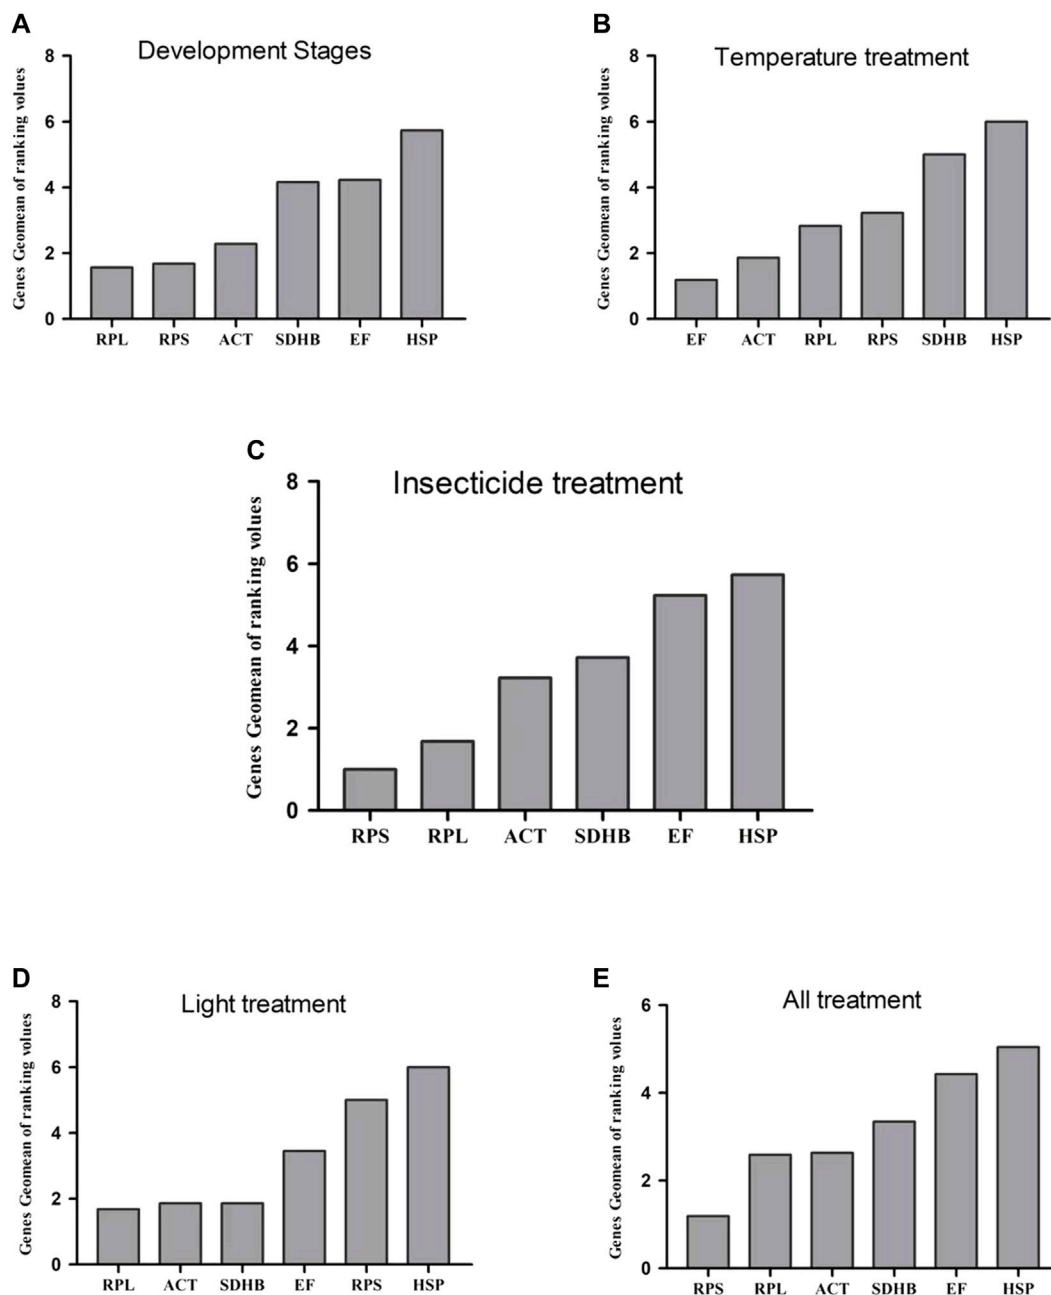 A
Development Stages
Genes Geomean of ranking values
8
6
4
2
0
RPL RPS ACT SDHB EF HSP
B
Temperature treatment
Genes Geomean of ranking values
8
6
4
2
0
EF ACT RPL RPS SDHB HSP
C
Insecticide treatment
Genes Geomean of ranking volues
8
6
4
2
0
RPS RPL ACT SDHB EF HSP
D
Light treatment
Genes Geomean of ranking values
8
6
4
2
0
RPL ACT SDHB EF RPS HSP
E
All treatment
Genes Geomean of ranking values
6
4
2
0
RPS RPL ACT SDHB EF HSP